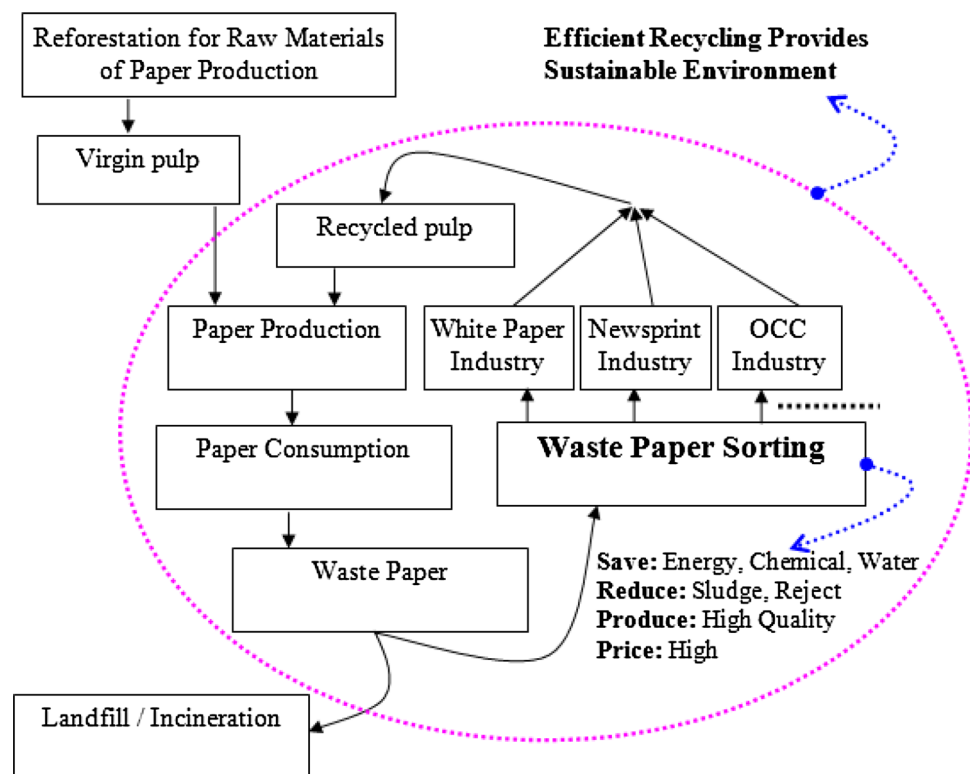 Reforestation for Raw Materials
of Paper Production
Efficient Recycling Provides
Sustainable Environment
Virgin pulp
Recycled pulp
Paper Production
White Paper
Industry
Newsprint
Industry
OCC
Industry
Paper Consumption
Waste Paper Sorting
Waste Paper
Save: Energy, Chemical, Water
Reduce: Sludge, Reject
Produce: High Quality
Price: High
Landfill / Incineration